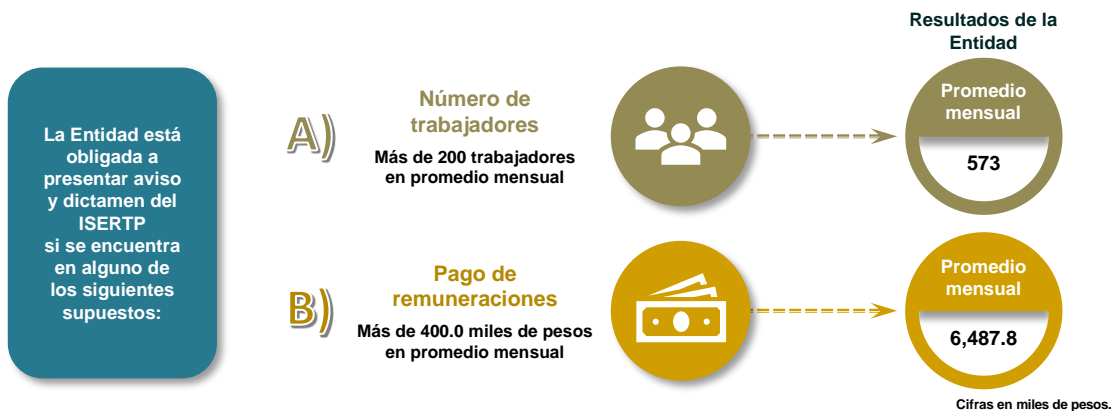 La Entidad está
obligada a
presentar aviso
y dictamen del
ISERTP
si se encuentra
en alguno de
los siguientes
supuestos:
A)
Número de
trabajadores
Más de 200 trabajadores
en promedio mensual
Resultados de la
Entidad
Promedio
mensual
573
B)
Pago de
remuneraciones
Más de 400.0 miles de pesos
en promedio mensual
Promedio
mensual
6,487.8
Cifras en miles de pesos.